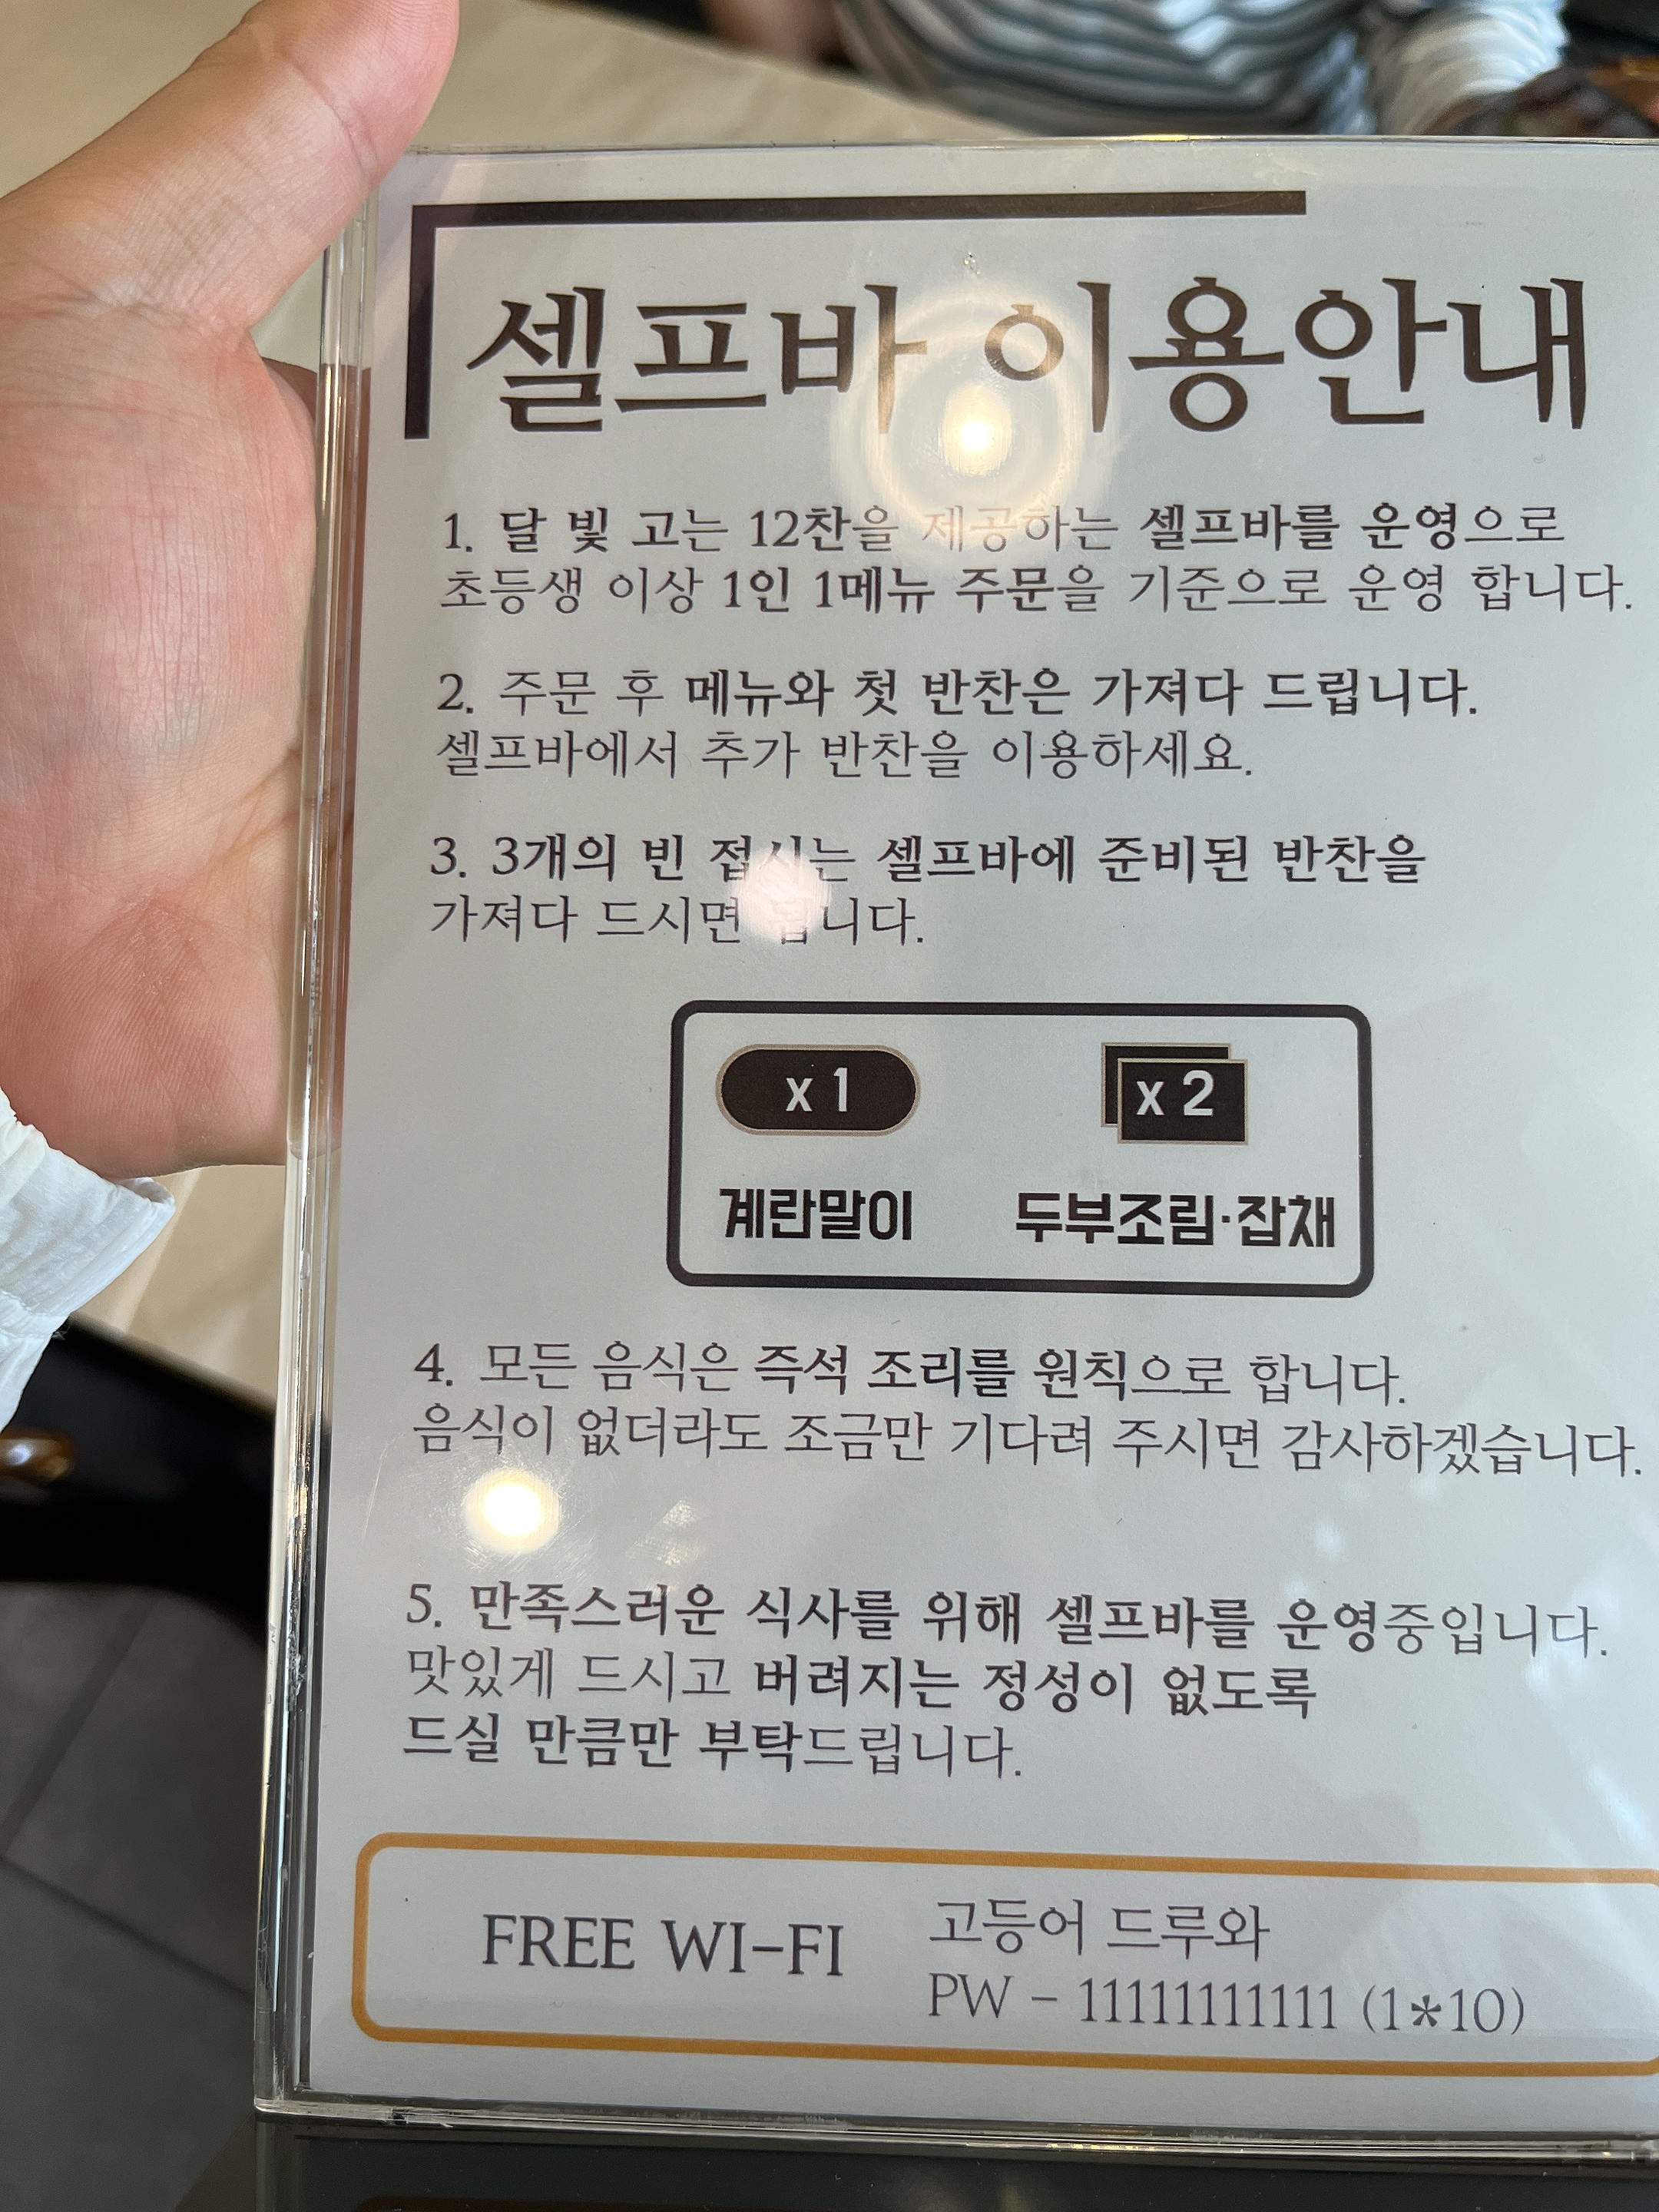 셀프바 이용안내
1. 달 빛 고는 12찬을 제공하는 셀프바를 운영으로
초등생 이상 1인 1메뉴 주문을 기준으로 운영 합니다.
2. 주문 후 메뉴와 첫 반찬은 가져다 드립니다.
셀프바에서 추가 반찬을 이용하세요.
3. 3개의 빈 접시는 셀프바에 준비된 반찬을
가져다 드시면 됩니다.
x 1 x 2
계란말이 두부조림·잡채
4. 모든 음식은 즉석 조리를 원칙으로 합니다.
음식이 없더라도 조금만 기다려 주시면 감사하겠습니다.
5. 만족스러운 식사를 위해 셀프바를 운영중입니다.
맛있게 드시고 버려지는 정성이 없도록
드실 만큼만 부탁드립니다.
FREE WI-FI 고등어 드루와
PW - 11111111111 (1*10)